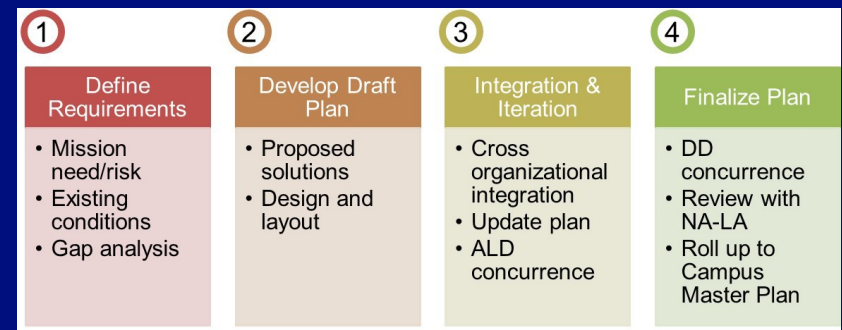 1
Define
Requirements
• Mission
need/risk
• Existing
conditions
• Gap analysis
2
Develop Draft
Plan
• Proposed
solutions
• Design and
layout
3
Integration &
Iteration
• Cross
organizational
integration
• Update plan
• ALD
concurrence
4
Finalize Plan
• DD
concurrence
• Review with
NA-LA
• Roll up to
Campus
Master Plan